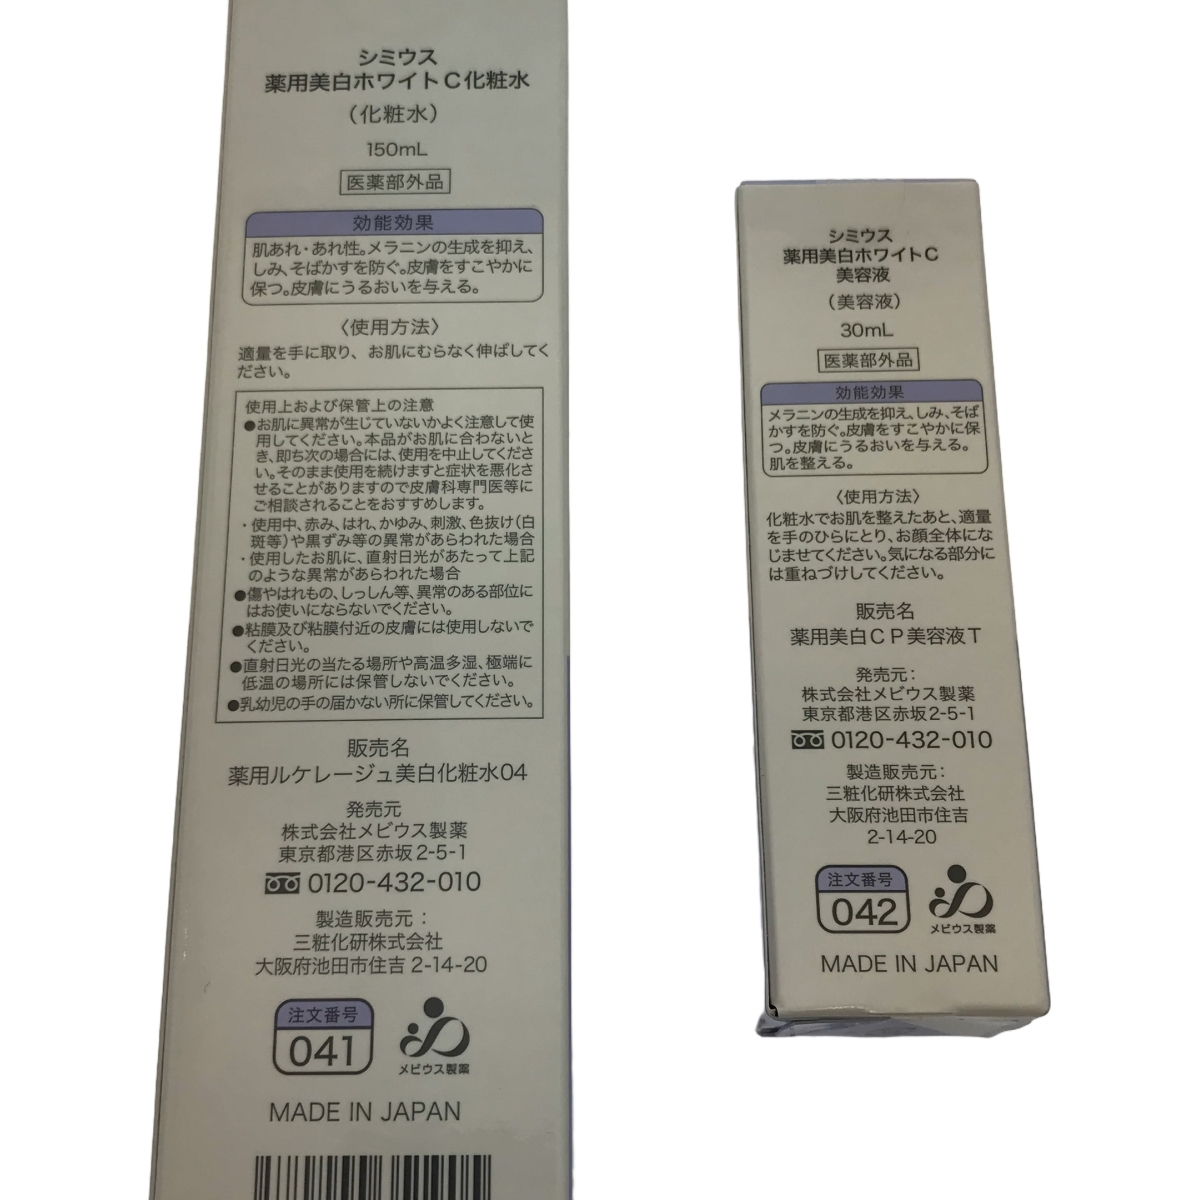 シミウス
薬用美白ホワイトC化粧水
(化粧水)
150mL
医薬部外品
効能効果
肌あれ・あれ性。メラニンの生成を抑え、
しみ、そばかすを防ぐ。皮膚をすこやかに
保つ。皮膚にうるおいを与える。
〈使用方法〉
適量を手に取り、お肌にむらなく伸ばしてく
ださい。
使用上および保管上の注意
●お肌に異常が生じていないかよく注意して使
用してください。本品がお肌に合わないと
き、即ち次の場合には、使用を中止してくださ
い。そのまま使用を続けますと症状を悪化さ
せることがありますので皮膚科専門医等に
ご相談されることをおすすめします。
・使用中、赤み、はれ、かゆみ、刺激、色抜け(白
斑等)や黒ずみ等の異常があらわれた場合
・使用したお肌に、直射日光があたって上記
のような異常があらわれた場合
●傷やはれもの、しっしん等、異常のある部位に
はお使いにならないでください。
●粘膜及び粘膜付近の皮膚には使用しないで
ください。
●直射日光の当たる場所や高温多湿、極端に
低温の場所には保管しないでください。
●乳幼児の手の届かない所に保管してください。
販売名
薬用ルケレージュ美白化粧水04
発売元
株式会社メビウス製薬
東京都港区赤坂2-5-1
0120-432-010
製造販売元:
三粧化研株式会社
大阪府池田市住吉2-14-20
注文番号
041
メビウス製薬
MADE IN JAPAN
シミウス
薬用美白ホワイトC
美容液
(美容液)
30mL
医薬部外品
効能効果
メラニンの生成を抑え、しみ、そば
かすを防ぐ。皮膚をすこやかに保
つ。皮膚にうるおいを与える。
肌を整える。
〈使用方法〉
化粧水でお肌を整えたあと、適量
を手のひらにとり、お顔全体にな
じませてください。気になる部分に
は重ねづけしてください。
販売名
薬用美白CP美容液T
発売元:
株式会社メビウス製薬
東京都港区赤坂2-5-1
0120-432-010
製造販売元:
三粧化研株式会社
大阪府池田市住吉
2-14-20
注文番号
042
メビウス製薬
MADE IN JAPAN